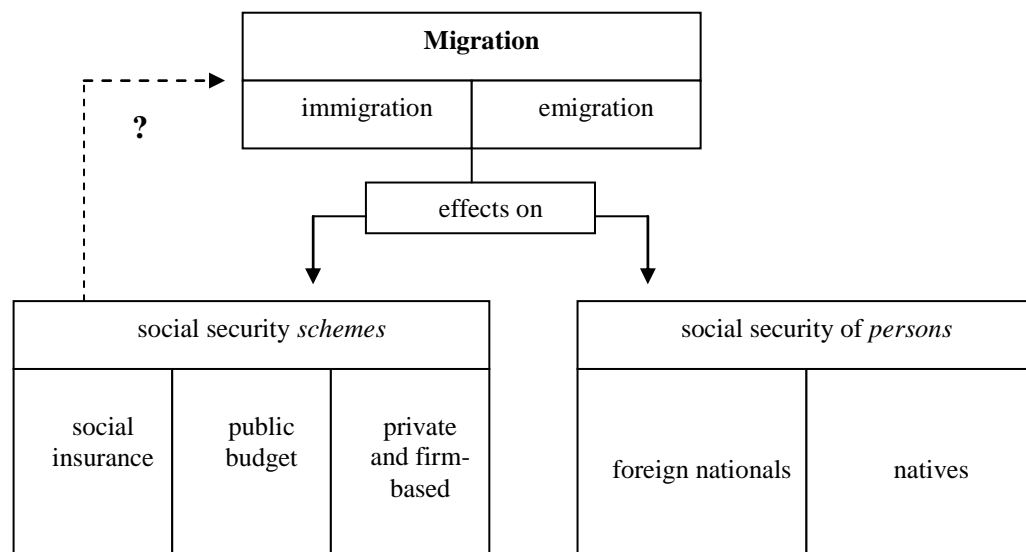 Migration
immigration
emigration
?
effects on
social security schemes
social security of persons
social
insurance
public
budget
private
and firm-
based
foreign nationals
natives